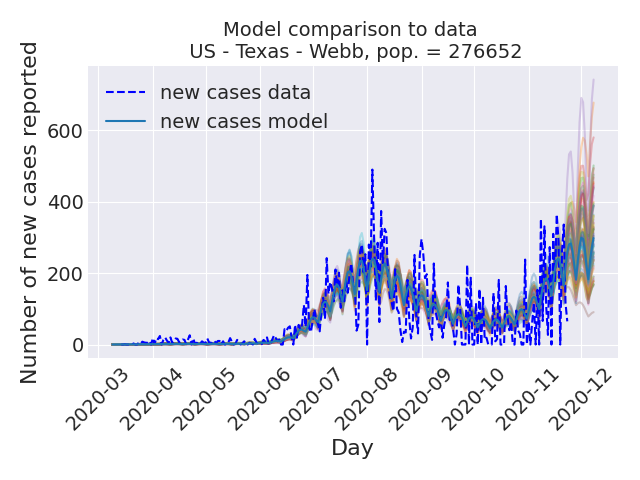 Model comparison to data
US - Texas - Webb, pop. = 276652
Number of new cases reported
600
400
200
0
new cases data
new cases model
2020-03
2020-04
2020-05
2020-06
2020-07
2020-08
2020-09
2020-10
2020-11
2020-12
Day